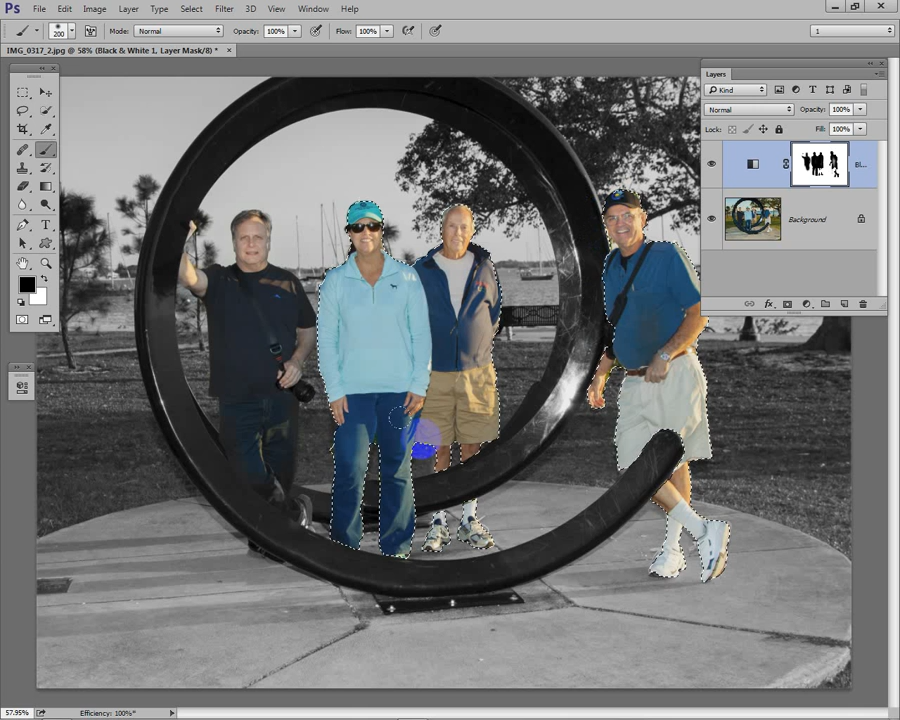 Ps File Edit Image Layer Type Select Filter 3D View Window Help
200 Mode: Normal Opacity: 100% Flow: 100% 1
IMG_0317_2.jpg @ 58% (Black & White 1, Layer Mask/8) * ×
Layers
Kind T
Normal Opacity: 100%
Lock: Fill: 100%
Bl...
Background
fx
T
57.95% Efficiency: 100%*